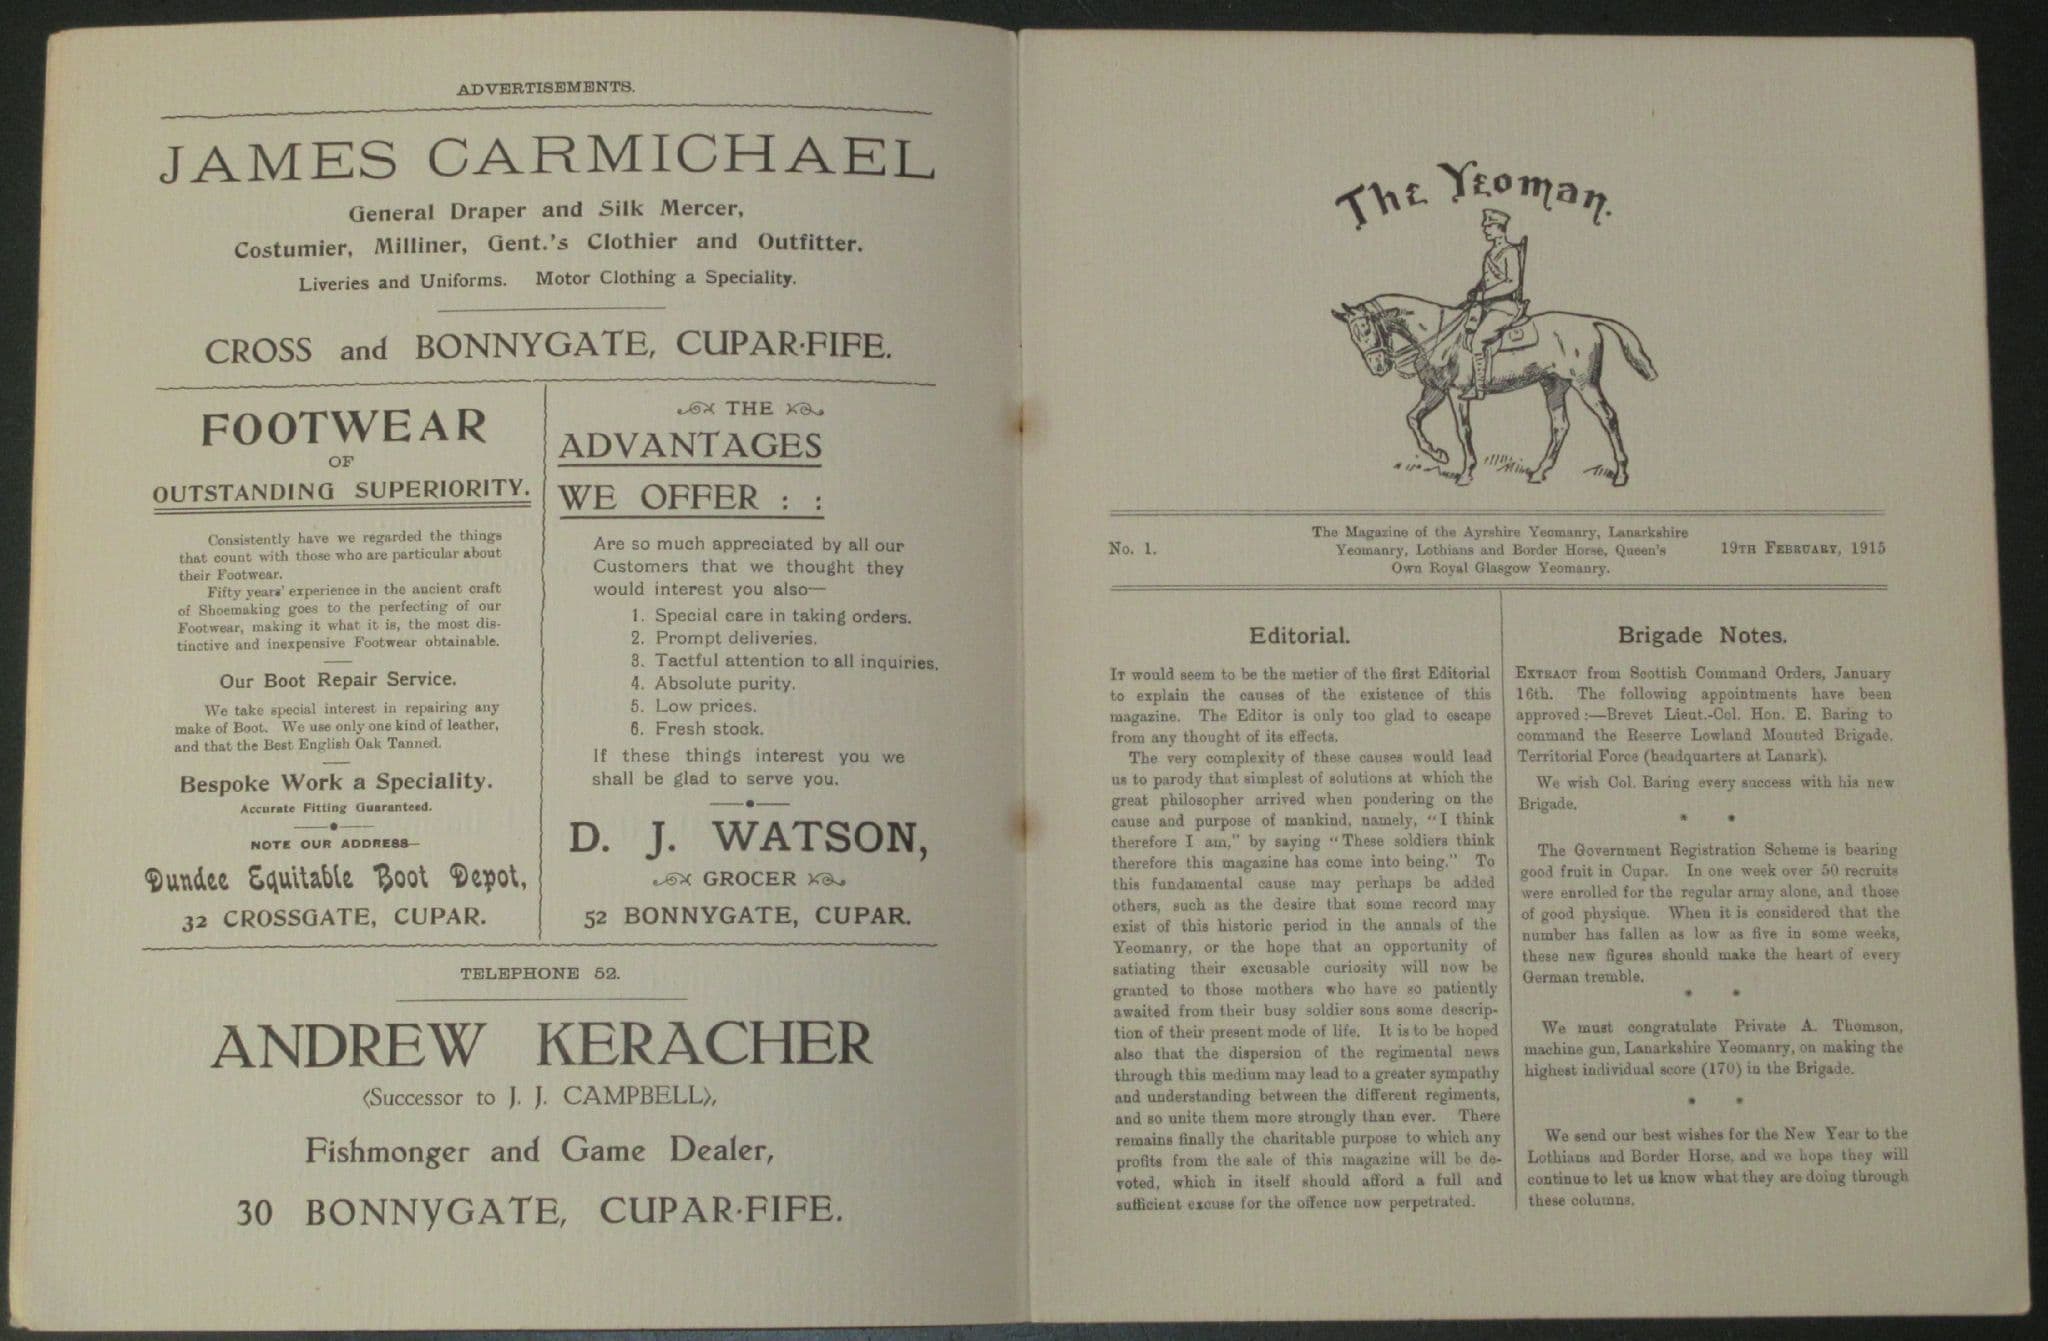 ADVERTISEMENTS.
JAMES CARMICHAEL
General Draper and Silk Mercer,
Costumier, Milliner, Gent.'s Clothier and Outfitter.
Liveries and Uniforms. Motor Clothing a Speciality.
CROSS and BONNYGATE, CUPAR-FIFE.
FOOTWEAR
OF
OUTSTANDING SUPERIORITY.
Consistently have we regarded the things
that count with those who are particular about
their Footwear.
Fifty years' experience in the ancient craft
of Shoemaking goes to the perfecting of our
Footwear, making it what it is, the most dis-
tinctive and inexpensive Footwear obtainable.
Our Boot Repair Service.
We take special interest in repairing any
make of Boot. We use only one kind of leather,
and that the Best English Oak Tanned.
Bespoke Work a Speciality.
Accurate Fitting Guaranteed.
NOTE OUR ADDRESS—
Dundee Equitable Boot Depot,
32 CROSSGATE, CUPAR.
THE
ADVANTAGES
WE OFFER : :
Are so much appreciated by all our
Customers that we thought they
would interest you also—
1. Special care in taking orders.
2. Prompt deliveries.
3. Tactful attention to all inquiries.
4. Absolute purity.
5. Low prices.
6. Fresh stock.
If these things interest you we
shall be glad to serve you.
D. J. WATSON,
GROCER
52 BONNYGATE, CUPAR.
TELEPHONE 52.
ANDREW KERACHER
(Successor to J. J. CAMPBELL),
Fishmonger and Game Dealer,
30 BONNYGATE, CUPAR-FIFE.
The Yeoman.
No. 1.
The Magazine of the Ayrshire Yeomanry, Lanarkshire
Yeomanry, Lothians and Border Horse, Queen's
Own Royal Glasgow Yeomanry.
19TH FEBRUARY, 1915
Editorial.
IT would seem to be the metier of the first Editorial
to explain the causes of the existence of this
magazine. The Editor is only too glad to escape
from any thought of its effects.
The very complexity of these causes would lead
us to parody that simplest of solutions at which the
great philosopher arrived when pondering on the
cause and purpose of mankind, namely, "I think
therefore I am," by saying "These soldiers think
therefore this magazine has come into being." To
this fundamental cause may perhaps be added
others, such as the desire that some record may
exist of this historic period in the annals of the
Yeomanry, or the hope that an opportunity of
satiating their excusable curiosity will now be
granted to those mothers who have so patiently
awaited from their busy soldier sons some descrip-
tion of their present mode of life. It is to be hoped
also that the dispersion of the regimental news
through this medium may lead to a greater sympathy
and understanding between the different regiments,
and so unite them more strongly than ever. There
remains finally the charitable purpose to which any
profits from the sale of this magazine will be de-
voted, which in itself should afford a full and
sufficient excuse for the offence now perpetrated.
Brigade Notes.
EXTRACT from Scottish Command Orders, January
16th. The following appointments have been
approved :—Brevet Lieut.-Col. Hon. E. Baring to
command the Reserve Lowland Mounted Brigade.
Territorial Force (headquarters at Lanark).
We wish Col. Baring every success with his new
Brigade.
* *
The Government Registration Scheme is bearing
good fruit in Cupar. In one week over 50 recruits
were enrolled for the regular army alone, and those
of good physique. When it is considered that the
number has fallen as low as five in some weeks,
these new figures should make the heart of every
German tremble.
* *
We must congratulate Private A. Thomson,
machine gun, Lanarkshire Yeomanry, on making the
highest individual score (170) in the Brigade.
* *
We send our best wishes for the New Year to the
Lothians and Border Horse, and we hope they will
continue to let us know what they are doing through
these columns.